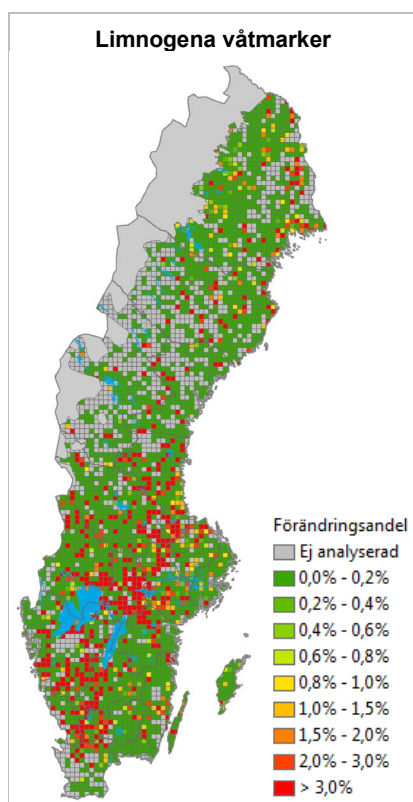 Limnogena våtmarker
Förändringsandel
Ej analyserad
0,0% - 0,2%
0,2% - 0,4%
0,4% - 0,6%
0,6% - 0,8%
0,8% - 1,0%
1,0% - 1,5%
1,5% - 2,0%
2,0% - 3,0%
> 3,0%